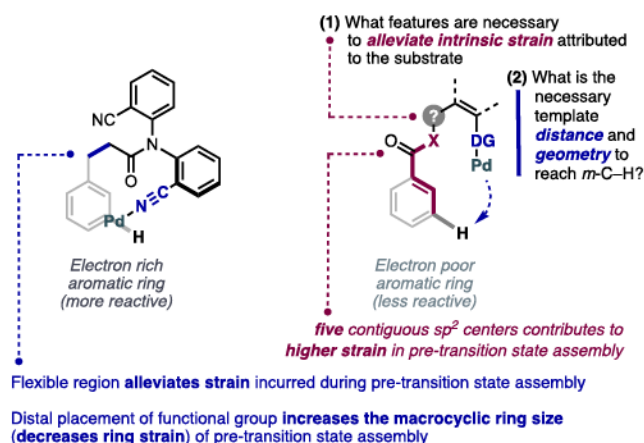 (1) What features are necessary
to alleviate intrinsic strain attributed
to the substrate
(2) What is the
necessary
template
distance and
geometry to
reach m-C–H?
NC
N
O
N≡C
Pd
H
?
O
X
DG
Pd
H
Electron rich
aromatic ring
(more reactive)
Electron poor
aromatic ring
(less reactive)
five contiguous sp2 centers contributes to
higher strain in pre-transition state assembly
Flexible region alleviates strain incurred during pre-transition state assembly
Distal placement of functional group increases the macrocyclic ring size
(decreases ring strain) of pre-transition state assembly